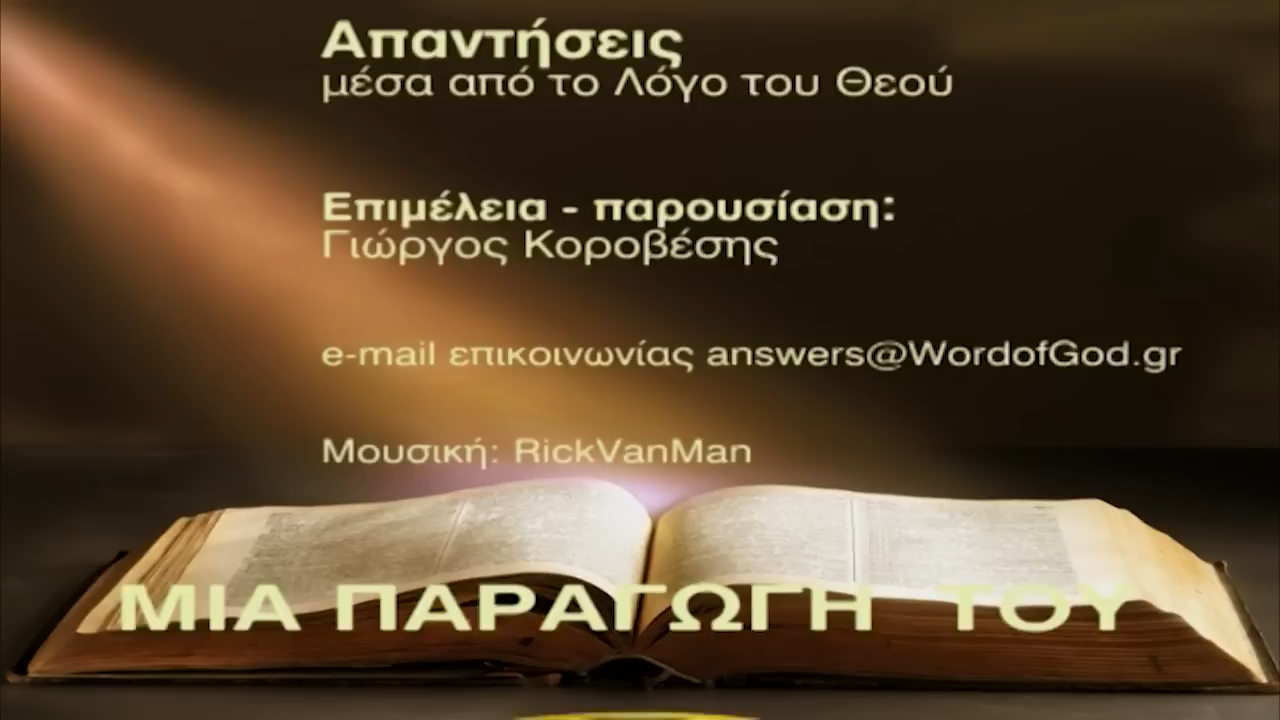 Απαντήσεις
μέσα από το Λόγο του Θεού
Επιμέλεια - παρουσίαση:
Γιώργος Κοροβέσης
e-mail επικοινωνίας answers@WordofGod.gr
Μουσική: RickVanMan
ΜΙΑ ΠΑΡΑΓΩΓΗ ΤΟΥ